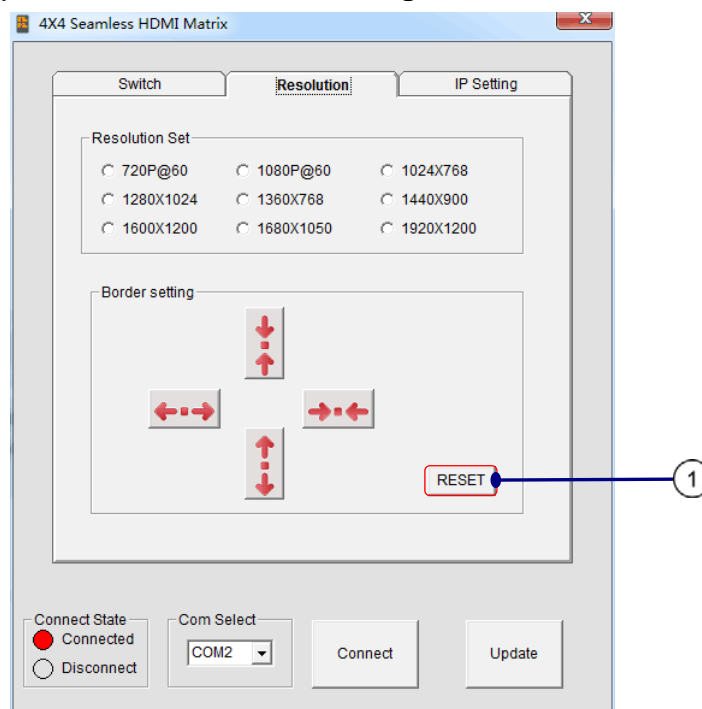 4X4 Seamless HDMI Matrix
Switch Resolution IP Setting
Resolution Set
720P@60 1080P@60 1024X768
1280X1024 1360X768 1440X900
1600X1200 1680X1050 1920X1200
Border setting
RESET
1
Connect State Com Select
Connected
COM2 Connect Update
Disconnect